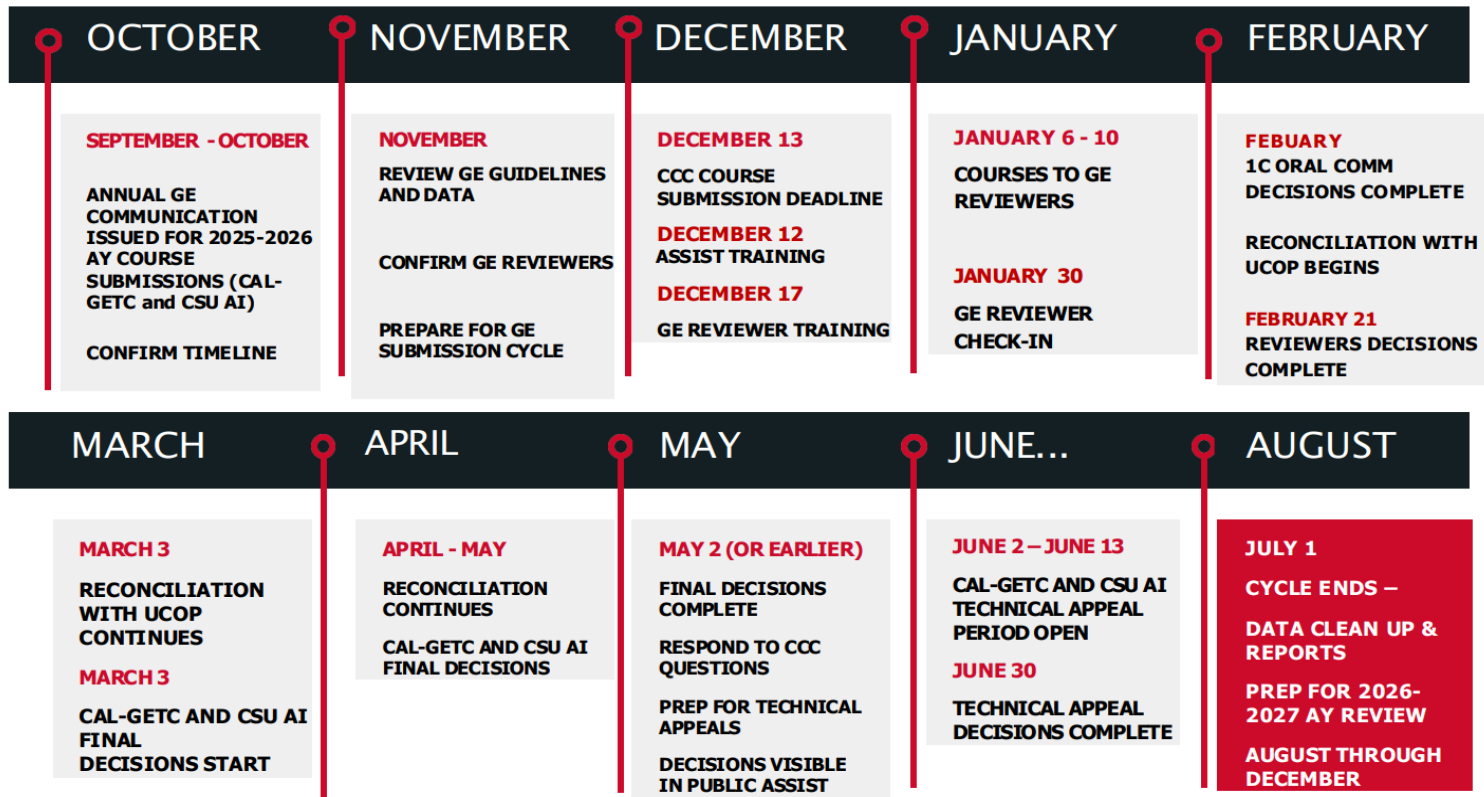 OCTOBER
NOVEMBER
DECEMBER
JANUARY
FEBRUARY
SEPTEMBER - OCTOBER
ANNUAL GE
COMMUNICATION
ISSUED FOR 2025-2026
AY COURSE
SUBMISSIONS (CAL-
GETC and CSU AI)
CONFIRM TIMELINE
NOVEMBER
REVIEW GE GUIDELINES
AND DATA
CONFIRM GE REVIEWERS
PREPARE FOR GE
SUBMISSION CYCLE
DECEMBER 13
CCC COURSE
SUBMISSION DEADLINE
DECEMBER 12
ASSIST TRAINING
DECEMBER 17
GE REVIEWER TRAINING
JANUARY 6 - 10
COURSES TO GE
REVIEWERS
JANUARY 30
GE REVIEWER
CHECK-IN
FEBUARY
1C ORAL COMM
DECISIONS COMPLETE
RECONCILIATION WITH
UCOP BEGINS
FEBRUARY 21
REVIEWERS DECISIONS
COMPLETE
MARCH
APRIL
MAY
JUNE...
AUGUST
MARCH 3
RECONCILIATION
WITH UCOP
CONTINUES
MARCH 3
CAL-GETC AND CSU AI
FINAL
DECISIONS START
APRIL - MAY
RECONCILIATION
CONTINUES
CAL-GETC AND CSU AI
FINAL DECISIONS
MAY 2 (OR EARLIER)
FINAL DECISIONS
COMPLETE
RESPOND TO CCC
QUESTIONS
PREP FOR TECHNICAL
APPEALS
DECISIONS VISIBLE
IN PUBLIC ASSIST
JUNE 2 – JUNE 13
CAL-GETC AND CSU AI
TECHNICAL APPEAL
PERIOD OPEN
JUNE 30
TECHNICAL APPEAL
DECISIONS COMPLETE
JULY 1
CYCLE ENDS –
DATA CLEAN UP &
REPORTS
PREP FOR 2026-
2027 AY REVIEW
AUGUST THROUGH
DECEMBER